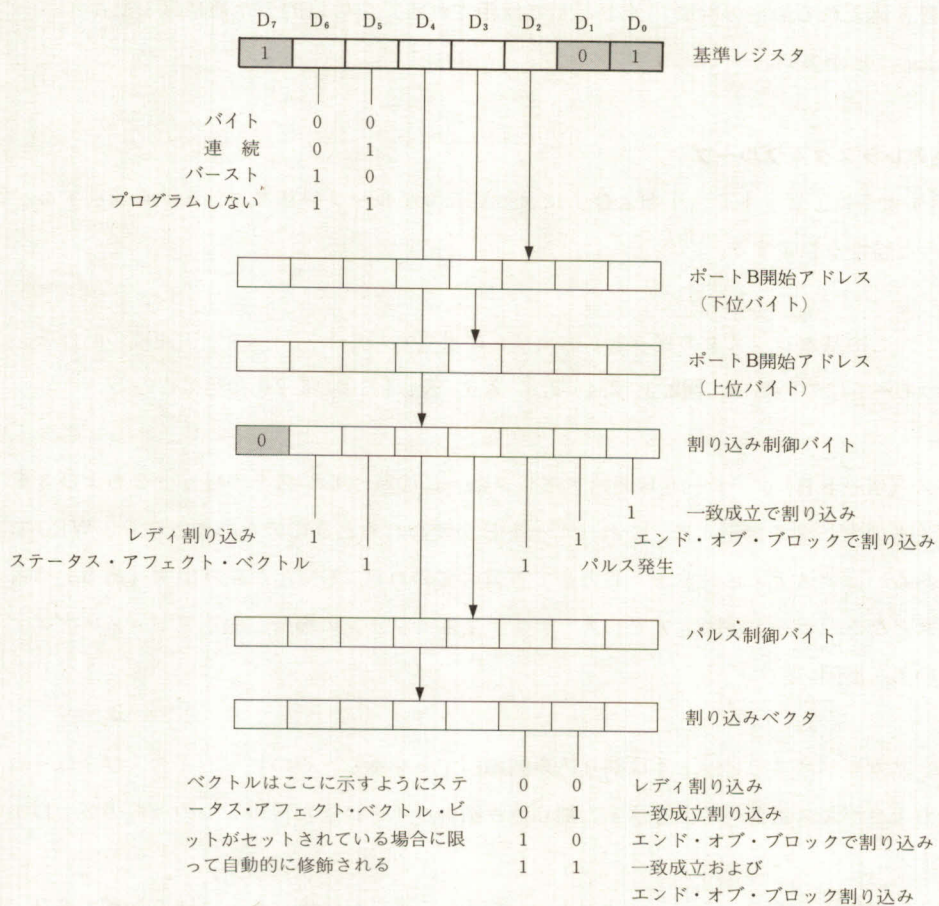 D₇ D₆ D₅ D₄ D₃ D₂ D₁ D₀
1 0 1 基準レジスタ
バイト 0 0
連 続 0 1
バースト 1 0
プログラムしない 1 1
ポートB開始アドレス
(下位バイト)
ポートB開始アドレス
(上位バイト)
0 割り込み制御バイト
1 一致成立で割り込み
レディ割り込み 1 1 エンド・オブ・ブロックで割り込み
ステータス・アフェクト・ベクトル 1 1 パルス発生
パルス制御バイト
割り込みベクタ
ベクトルはここに示すようにステ 0 0 レディ割り込み
ータス・アフェクト・ベクトル・ビ 0 1 一致成立割り込み
ットがセットされている場合に限 1 0 エンド・オブ・ブロックで割り込み
って自動的に修飾される 1 1 一致成立および
エンド・オブ・ブロック割り込み